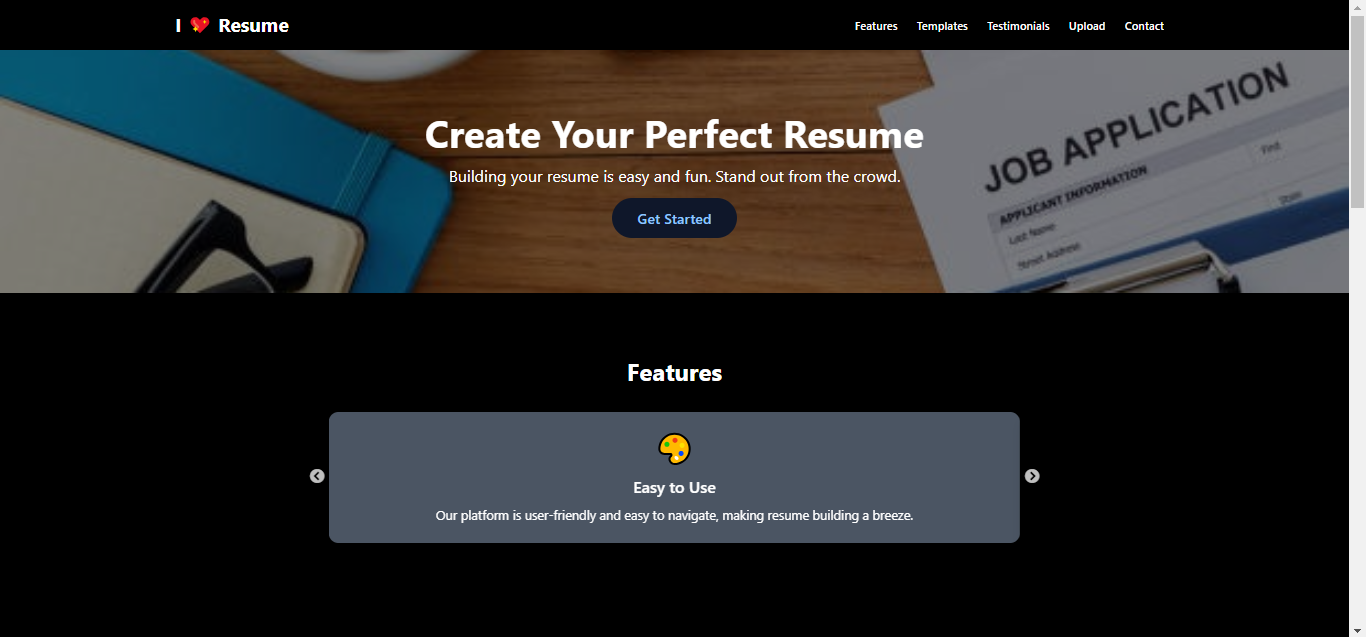 I 💖 Resume
Features Templates Testimonials Upload Contact
Create Your Perfect Resume
Building your resume is easy and fun. Stand out from the crowd.
Get Started
JOB APPLICATION
APPLICANT INFORMATION
First
Last Name
State
Street Address
Features
Easy to Use
Our platform is user-friendly and easy to navigate, making resume building a breeze.